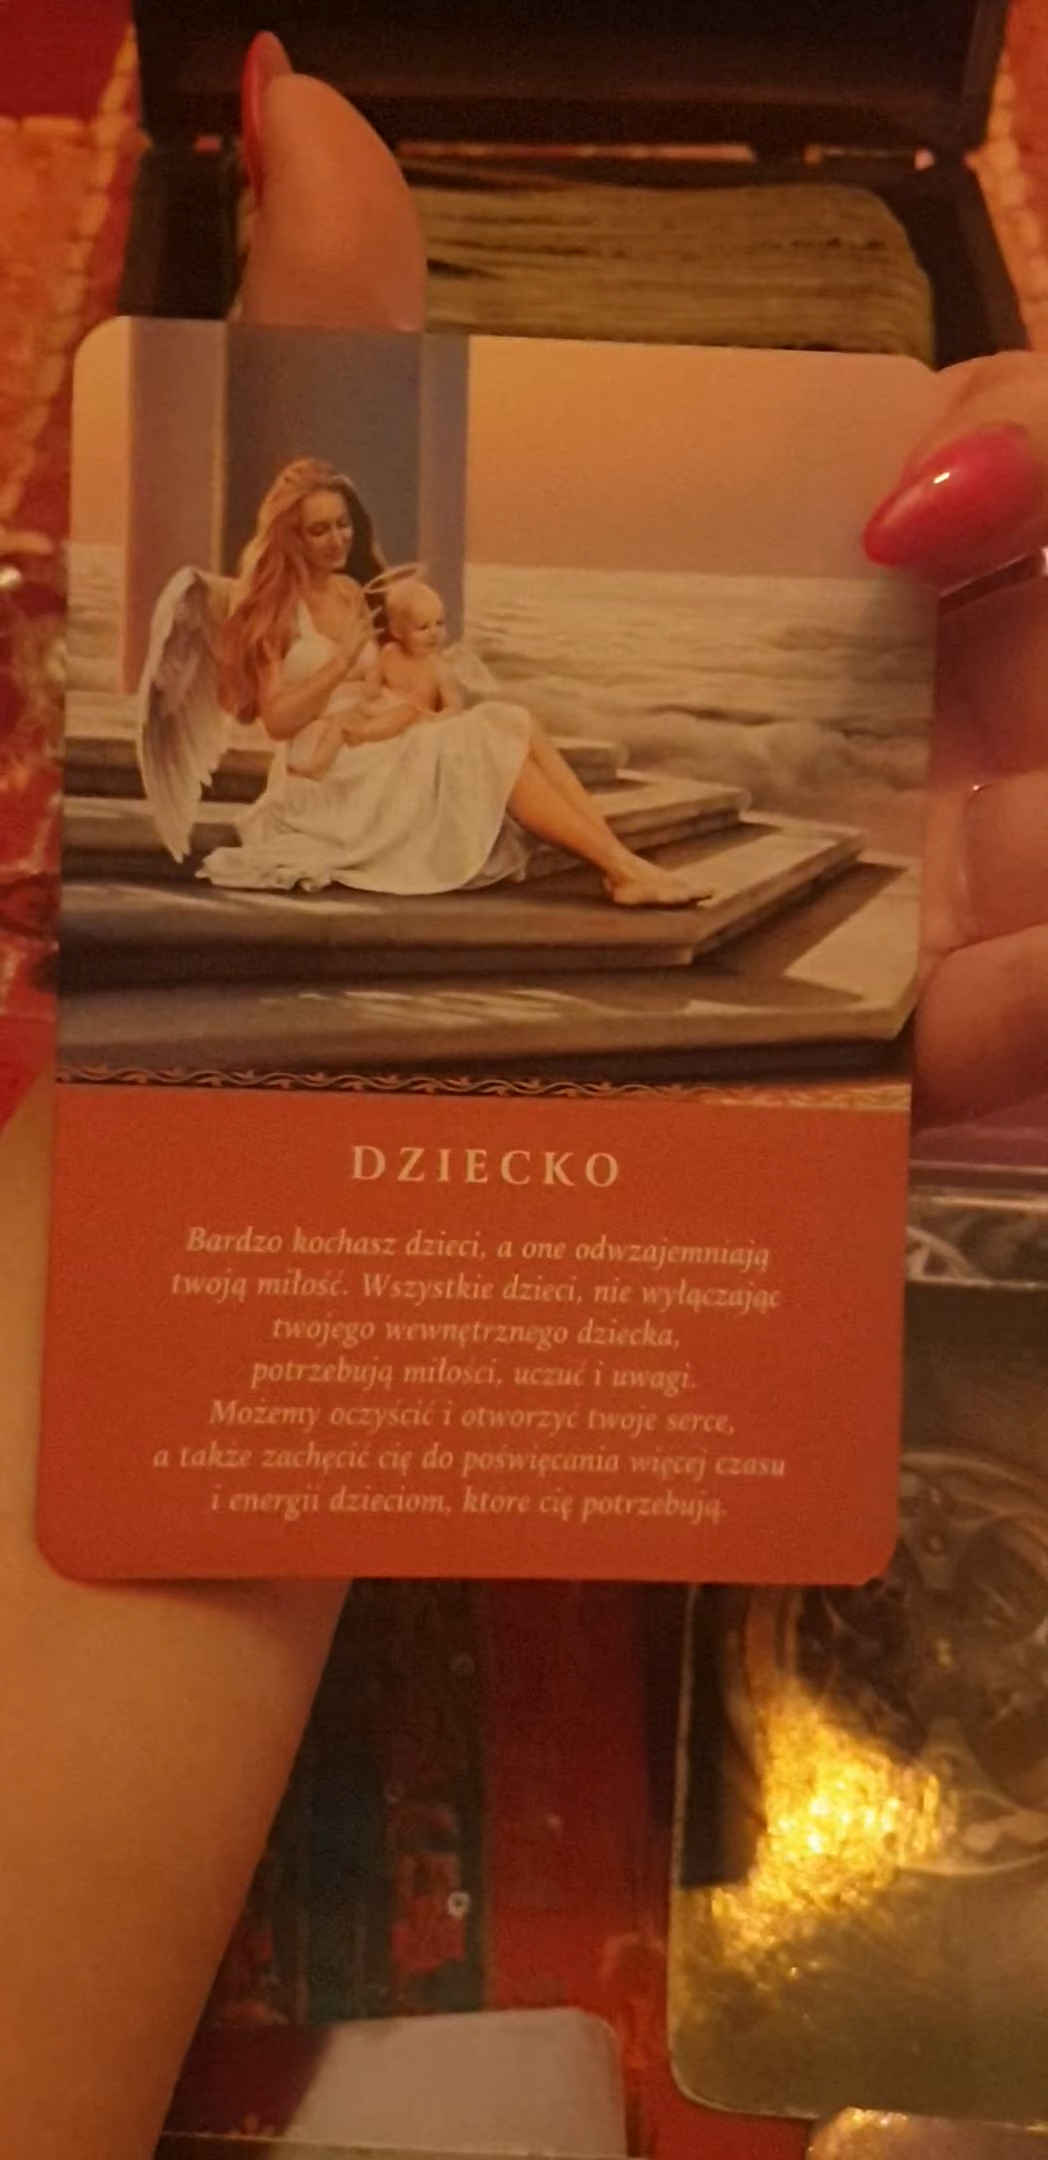 DZIECKO
Bardzo kochasz dzieci, a one odwzajemniają
twoją miłość. Wszystkie dzieci, nie wyłączając
twojego wewnętrznego dziecka,
potrzebują miłości, uczuć i uwagi.
Możemy oczyścić i otworzyć twoje serce,
a także zachęcić cię do poświęcania więcej czasu
i energii dzieciom, które cię potrzebują.